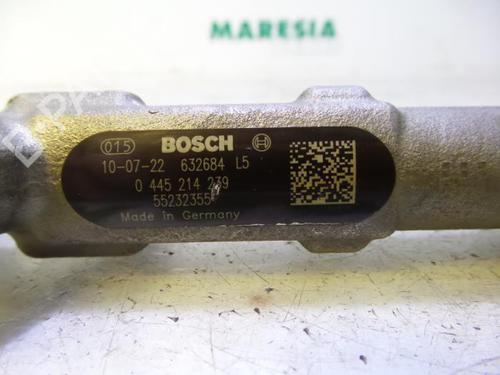 MARESIA
015 BOSCH
10-07-22 632684 L5
0 445 214 239
55232355
Made in Germany